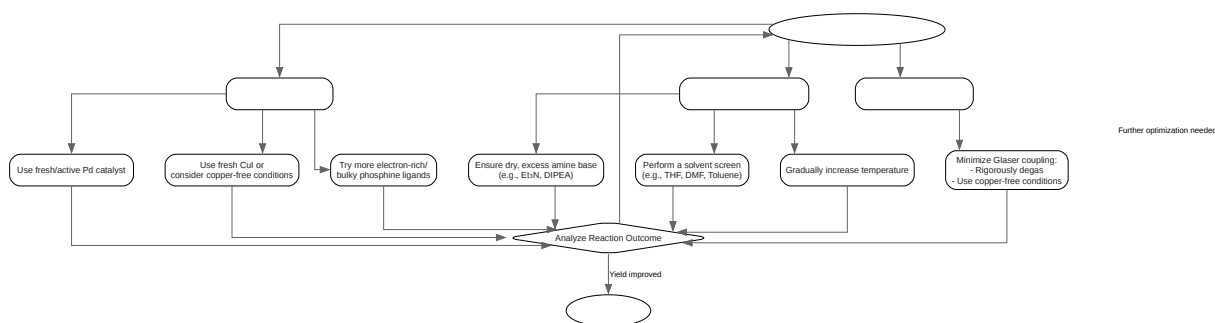 Further optimization needed
Use fresh/active Pd catalyst
Use fresh CuI or
consider copper-free conditions
Try more electron-rich/
bulky phosphine ligands
Ensure dry, excess amine base
(e.g., Et₃N, DIPEA)
Perform a solvent screen
(e.g., THF, DMF, Toluene)
Gradually increase temperature
Minimize Glaser coupling:
- Rigorously degas
- Use copper-free conditions
Analyze Reaction Outcome
Yield improved